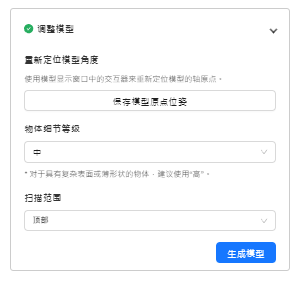 调整模型
重新定位模型角度
使用模型显示窗口中的交互器来重新定位模型的轴原点。
保存模型原点位姿
物体细节等级
中
* 对于具有复杂表面或薄形状的物体，建议使用“高”。
扫描范围
顶部
生成模型